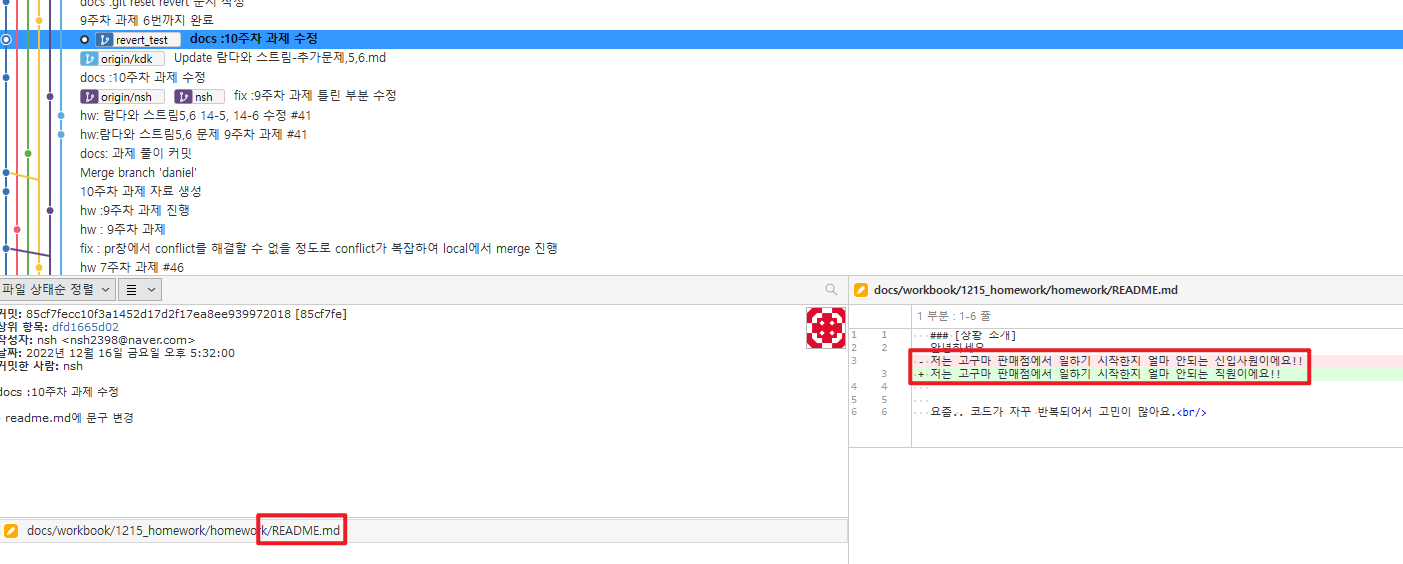 docs :git reset revert 문서 작성
9주차 과제 6번까지 완료
revert_test docs :10주차 과제 수정
origin/kdk Update 람다와 스트림-추가문제,5,6.md
docs :10주차 과제 수정
origin/nsh nsh fix :9주차 과제 틀린 부분 수정
hw: 람다와 스트림5,6 14-5, 14-6 수정 #41
hw:람다와 스트림5,6 문제 9주차 과제 #41
docs: 과제 풀이 커밋
Merge branch 'daniel'
10주차 과제 자료 생성
hw :9주차 과제 진행
hw : 9주차 과제
fix : pr창에서 conflict를 해결할 수 없을 정도로 conflict가 복잡하여 local에서 merge 진행
hw 7주차 과제 #46
파일 상태순 정렬
커밋: 85cf7fecc10f3a1452d17d2f17ea8ee939972018 [85cf7fe]
상위 항목: dfd1665d02
작성자: nsh <nsh2398@naver.com>
날짜: 2022년 12월 16일 금요일 오후 5:32:00
커밋한 사람: nsh
docs :10주차 과제 수정
- readme.md에 문구 변경
docs/workbook/1215_homework/homework/README.md
docs/workbook/1215_homework/homework/README.md
1 부분 : 1-6 줄
1 1 ### [상황 소개]
2 2 안녕하세요
3 - 저는 고구마 판매점에서 일하기 시작한지 얼마 안되는 신입사원이에요!!
3 + 저는 고구마 판매점에서 일하기 시작한지 얼마 안되는 직원이에요!!
4 4
5 5
6 6 요즘.. 코드가 자꾸 반복되어서 고민이 많아요.<br/>